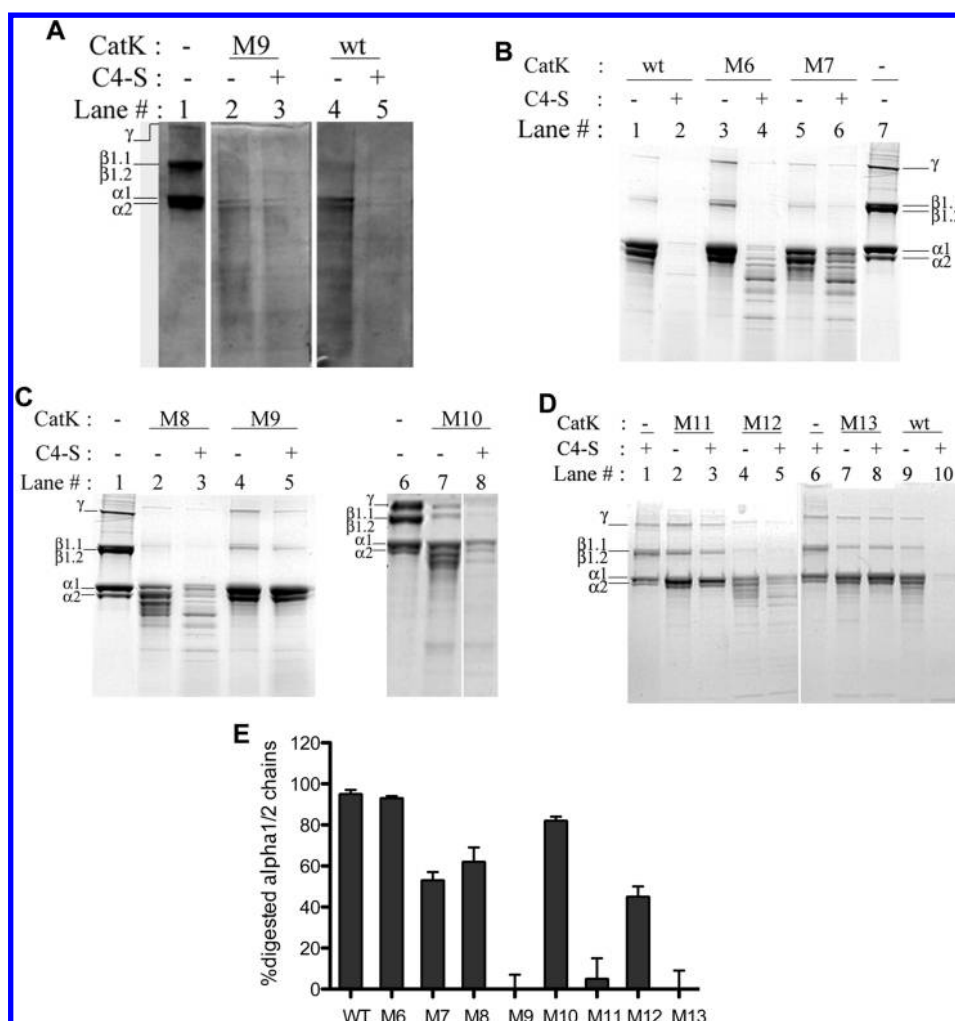 A
CatK : - M9 wt
C4-S : - - + - +
Lane # : 1 2 3 4 5
γ
β1.1
β1.2
α1
α2
B
CatK : wt M6 M7 -
C4-S : - + - + - + -
Lane # : 1 2 3 4 5 6 7
γ
β1.1
β1.2
α1
α2
C
CatK : - M8 M9 - M10
C4-S : - - + - + - - +
Lane # : 1 2 3 4 5 6 7 8
γ γ
β1.1 β1.1
β1.2 β1.2
α1 α1
α2 α2
D
CatK : - M11 M12 - M13 wt
C4-S : + - + - + + - + - +
Lane # : 1 2 3 4 5 6 7 8 9 10
γ
β1.1
β1.2
α1
α2
E
%digested alpha1/2 chains
120
100
80
60
40
20
0
WT M6 M7 M8 M9 M10 M11 M12 M13